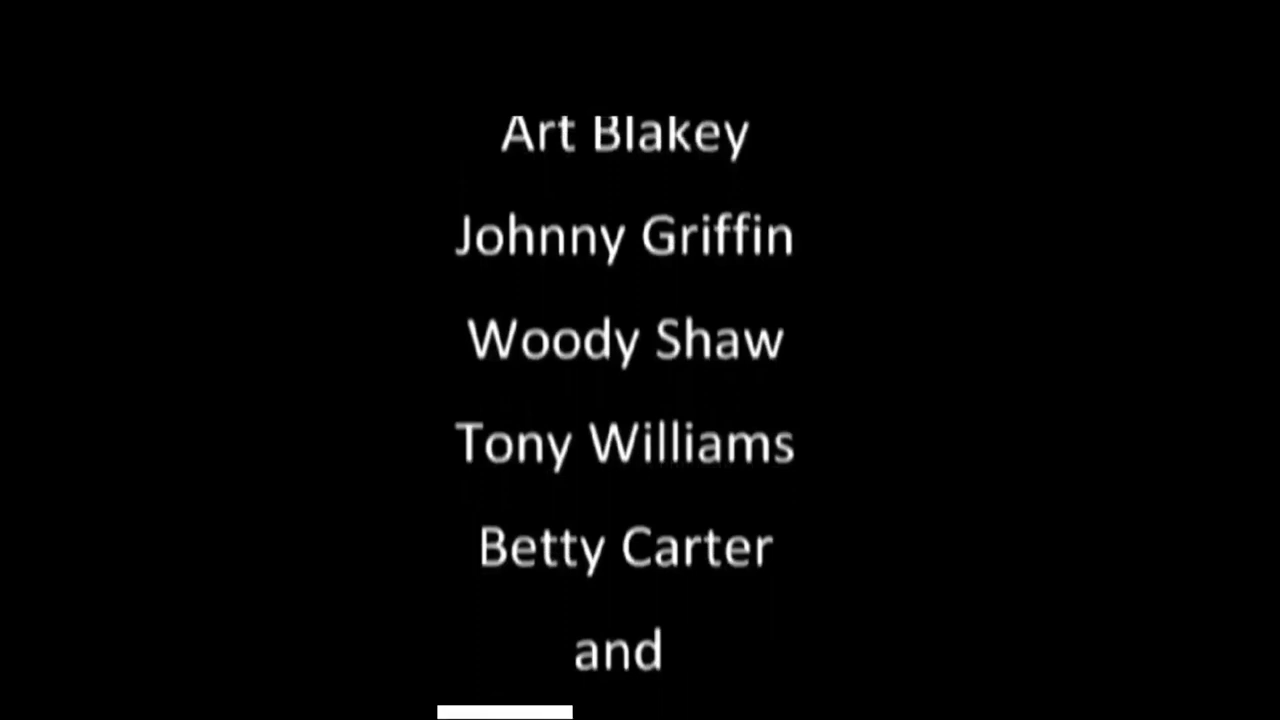 Art Blakey
Johnny Griffin
Woody Shaw
Tony Williams
Betty Carter
and